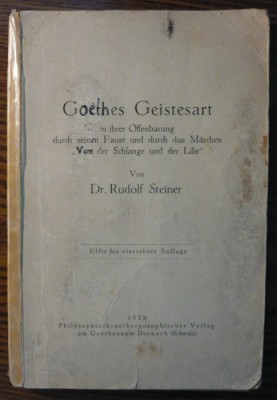 Goethes Geistesart
in ihrer Offenbarung
durch seinen Faust und durch das Märchen
„Von der Schlange und der Lilie“
Von
Dr. Rudolf Steiner
Elfte bis vierzehnte Auflage
1926
Philosophisch-anthroposophischer Verlag
am Goetheanum Dornach (Schweiz)